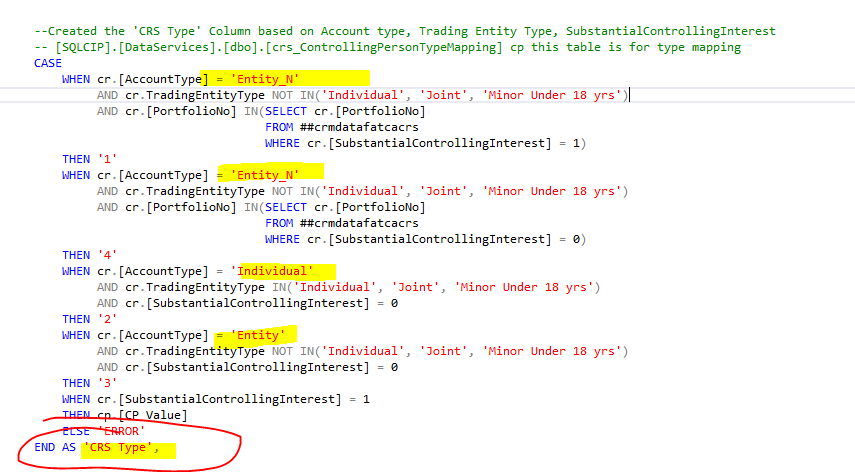 --Created the 'CRS Type' Column based on Account type, Trading Entity Type, SubstantialControllingInterest
-- [SQLCIP].[DataServices].[dbo].[crs_ControllingPersonTypeMapping] cp this table is for type mapping
CASE
WHEN cr.[AccountType] = 'Entity_N'
AND cr.TradingEntityType NOT IN('Individual', 'Joint', 'Minor Under 18 yrs')
AND cr.[PortfolioNo] IN(SELECT cr.[PortfolioNo]
FROM ##crmdatafatcacrs
WHERE cr.[SubstantialControllingInterest] = 1)
THEN '1'
WHEN cr.[AccountType] = 'Entity_N'
AND cr.TradingEntityType NOT IN('Individual', 'Joint', 'Minor Under 18 yrs')
AND cr.[PortfolioNo] IN(SELECT cr.[PortfolioNo]
FROM ##crmdatafatcacrs
WHERE cr.[SubstantialControllingInterest] = 0)
THEN '4'
WHEN cr.[AccountType] = 'Individual'
AND cr.TradingEntityType IN('Individual', 'Joint', 'Minor Under 18 yrs')
AND cr.[SubstantialControllingInterest] = 0
THEN '2'
WHEN cr.[AccountType] = 'Entity'
AND cr.TradingEntityType NOT IN('Individual', 'Joint', 'Minor Under 18 yrs')
AND cr.[SubstantialControllingInterest] = 0
THEN '3'
WHEN cr.[SubstantialControllingInterest] = 1
THEN cp.[CP_Value]
ELSE 'ERROR'
END AS 'CRS Type',